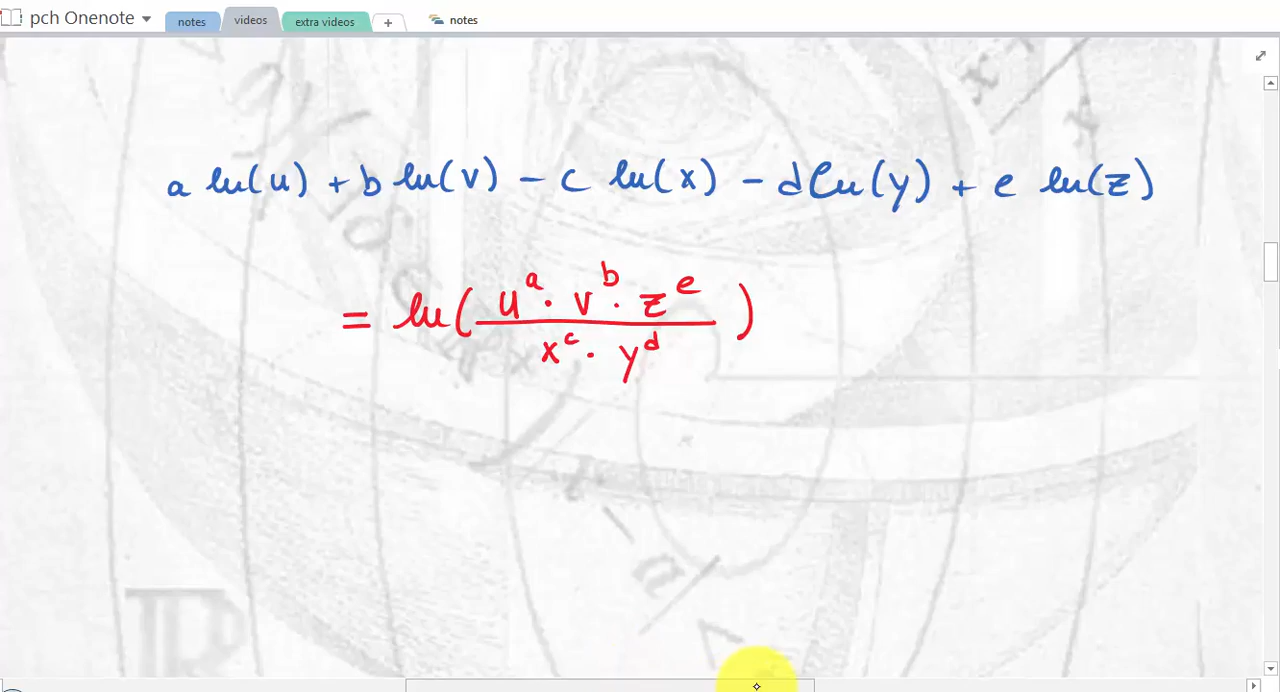 pch Onenote notes videos extra videos + notes
a ln(u) + b ln(v) - c ln(x) - d ln(y) + e ln(z)
= ln( u^a · v^b · z^e / x^c · y^d )